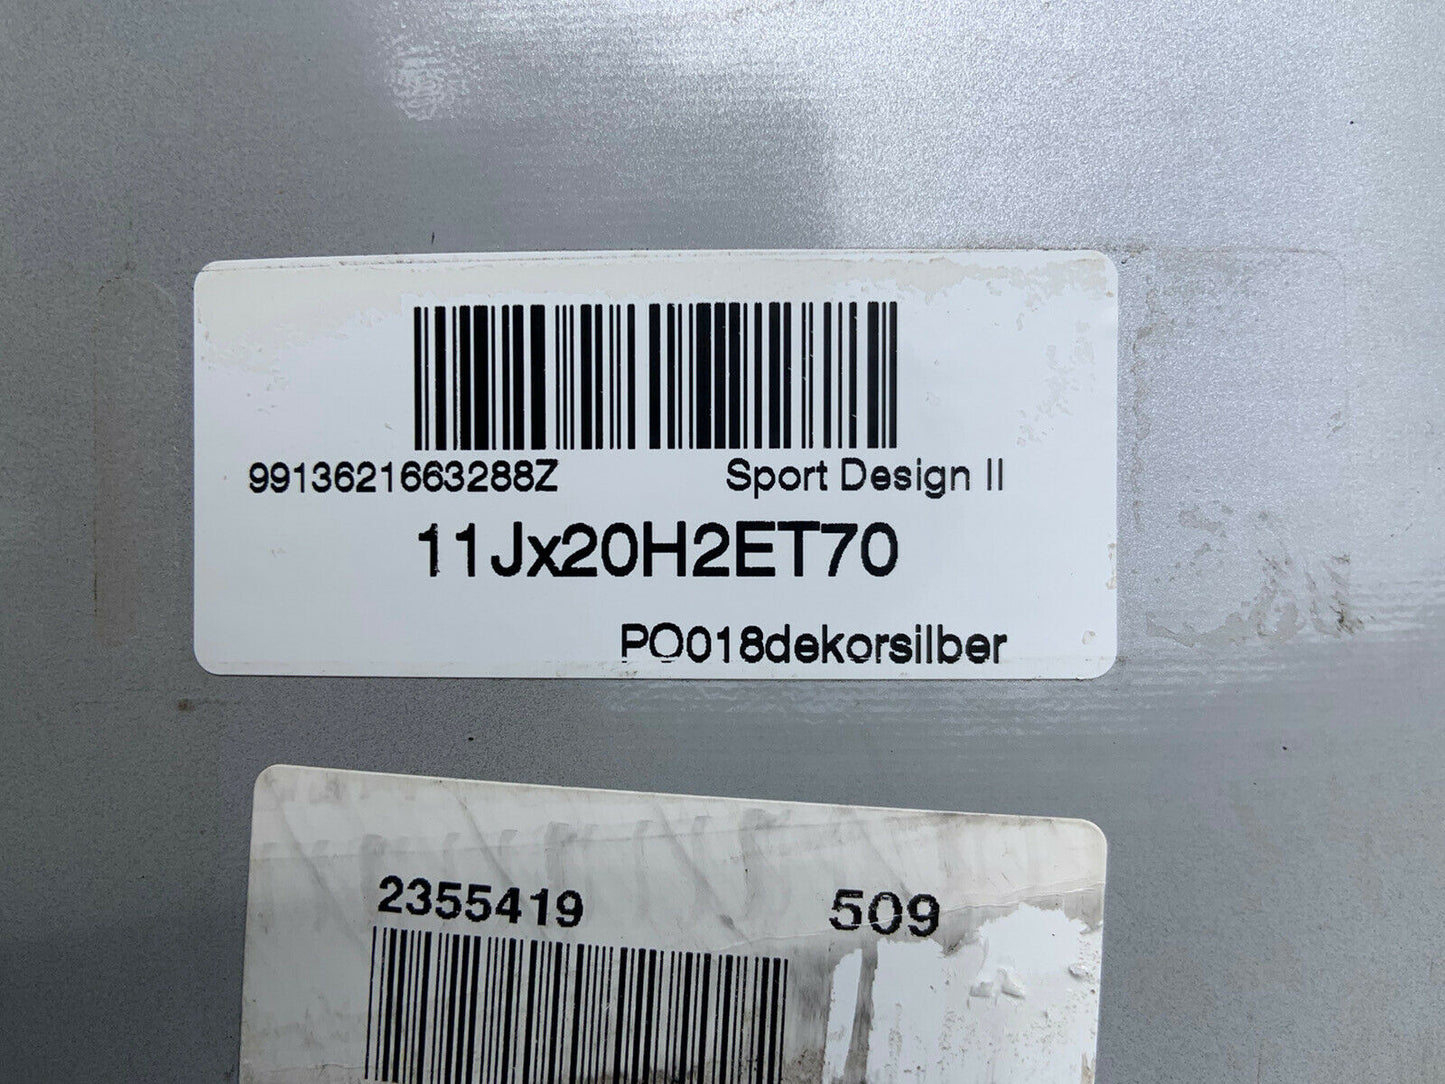 9913621663288Z Sport Design II
11Jx20H2ET70
PO018dekorsilber
2355419 509